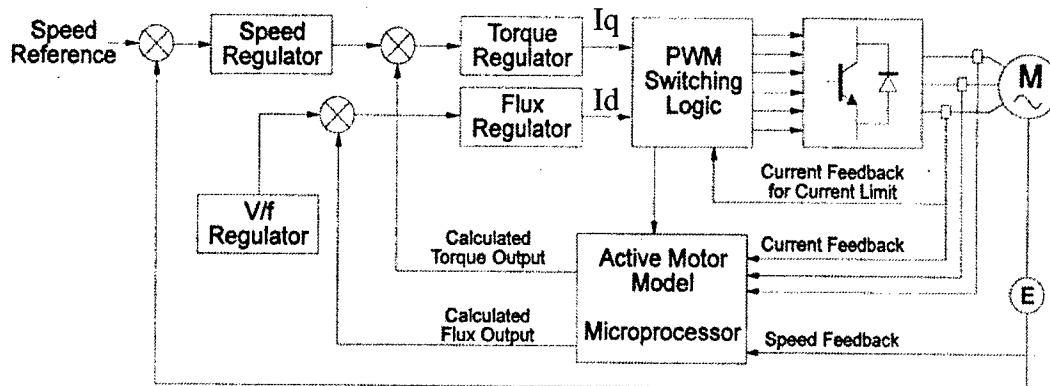 Speed
Reference
Speed
Regulator
Torque
Regulator
Iq
PWM
Switching
Logic
M
Flux
Regulator
Id
V/f
Regulator
Current Feedback
for Current Limit
Calculated
Torque Output
Active Motor
Model
Microprocessor
Current Feedback
E
Calculated
Flux Output
Speed Feedback